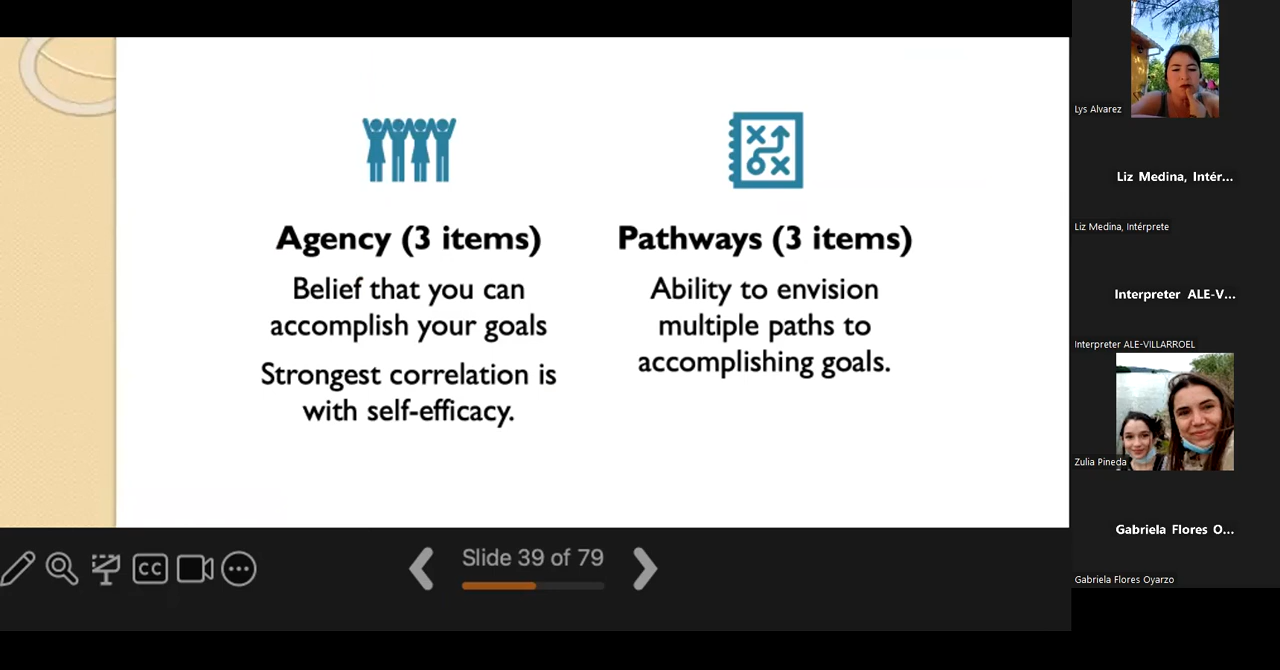 Agency (3 items)
Belief that you can
accomplish your goals
Strongest correlation is
with self-efficacy.
Pathways (3 items)
Ability to envision
multiple paths to
accomplishing goals.
CC
Slide 39 of 79
Lys Alvarez
Liz Medina, Intér...
Liz Medina, Intérprete
Interpreter ALE-V...
Interpreter ALE-VILLARROEL
Zulia Pineda
Gabriela Flores O...
Gabriela Flores Oyarzo